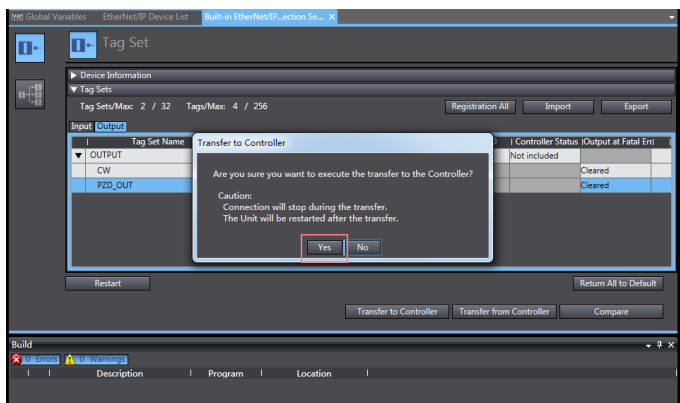 Global Variables EtherNet/IP Device List Built-in EtherNet/IP...ection Se... ×
Tag Set
Device Information
Tag Sets
Tag Sets/Max: 2 / 32 Tags/Max: 4 / 256
Registration All Import Export
Input Output
Tag Set Name Controller Status Output at Fatal Err
OUTPUT Not included
CW Cleared
PZD_OUT Cleared
Transfer to Controller
Are you sure you want to execute the transfer to the Controller?
Caution:
Connection will stop during the transfer.
The Unit will be restarted after the transfer.
Yes No
Restart Return All to Default
Transfer to Controller Transfer from Controller Compare
Build
0 Errors 0 Warnings
Description Program Location